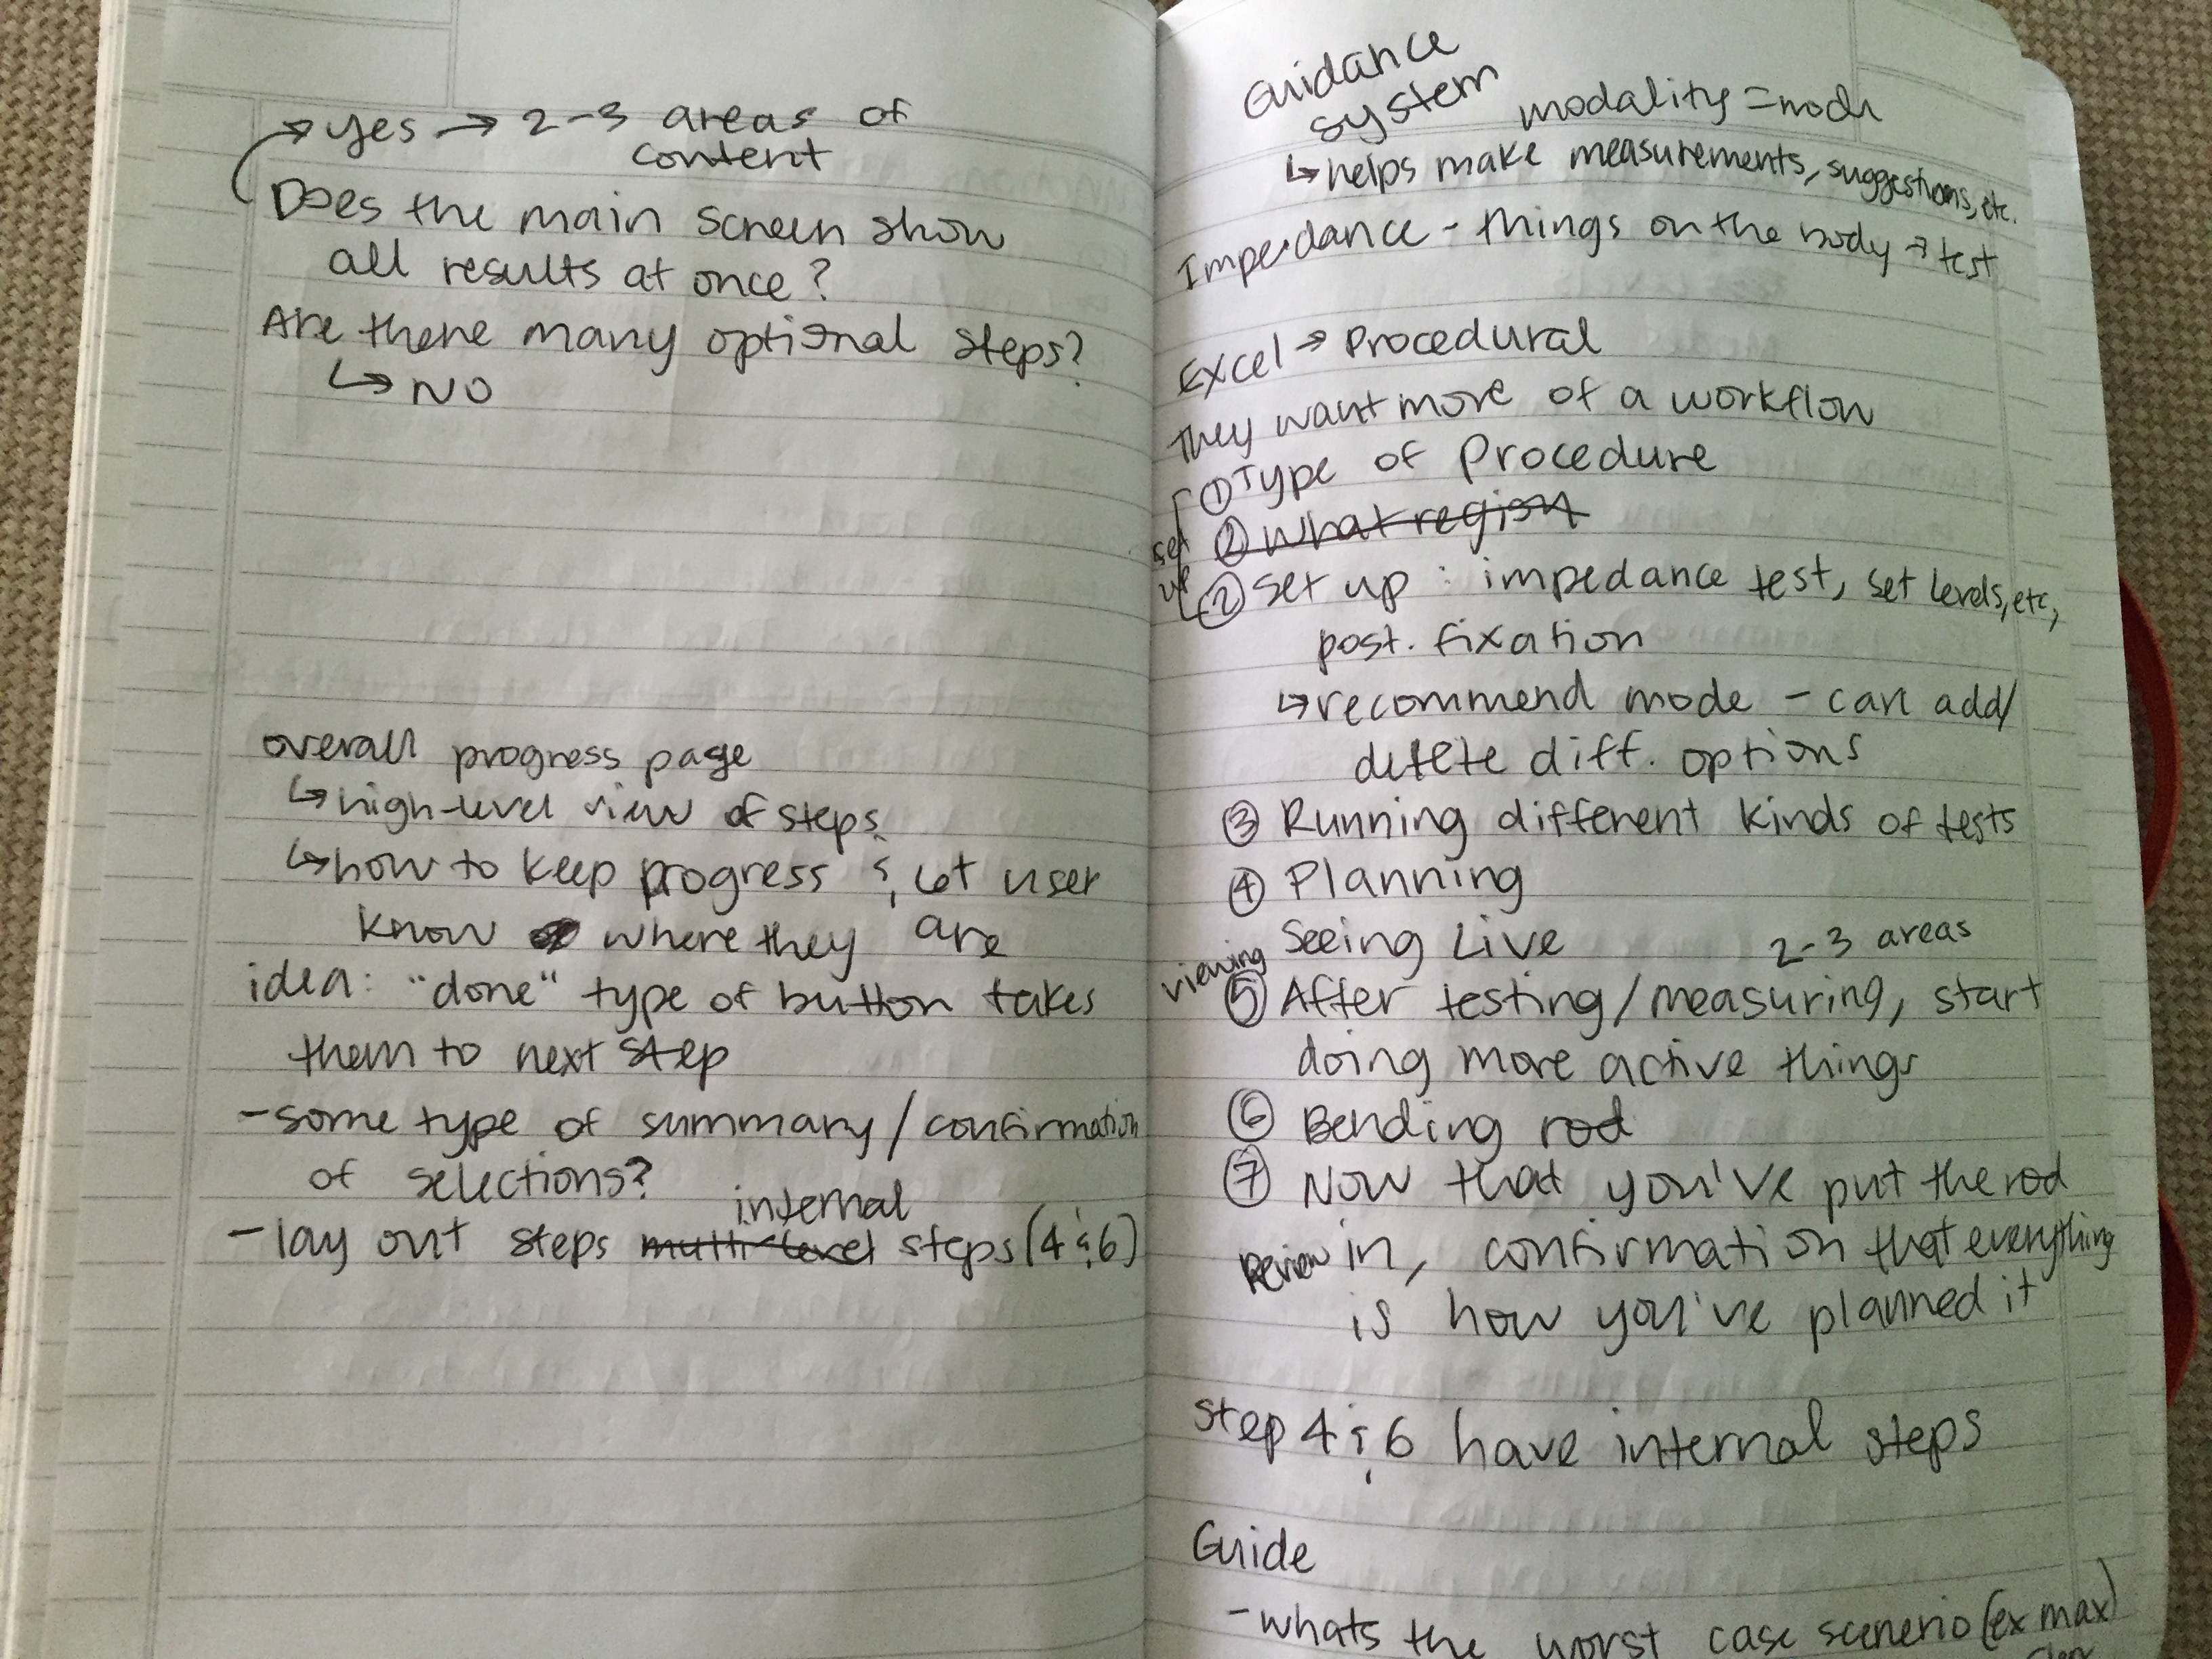 → yes → 2-3 areas of
content
Does the main screen show
all results at once?
Are there many optional steps?
↳ NO
overall progress page
↳ high-level view of steps
↳ how to keep progress & let user
know where they are
idea: "done" type of button takes
them to next step
- some type of summary/confirmation
of selections?
internal
- lay out steps multi-level steps (4 & 6)
Guidance
system
modality = mode
↳ helps make measurements, suggestions, etc.
Impedance - things on the body → test
Excel → Procedural
They want more of a workflow
① Type of Procedure
② What region
set
up
② set up : impedance test, set levels, etc,
post. fixation
↳ recommend mode - can add/
delete diff. options
③ Running different kinds of tests
④ Planning
Seeing Live
2-3 areas
viewing
⑤ After testing/measuring, start
doing more active things
⑥ Bending rod
⑦ Now that you've put the rod
Review in, confirmation that everything
is how you've planned it
step 4 & 6 have internal steps
Guide
- whats the worst case scenerio (ex max)